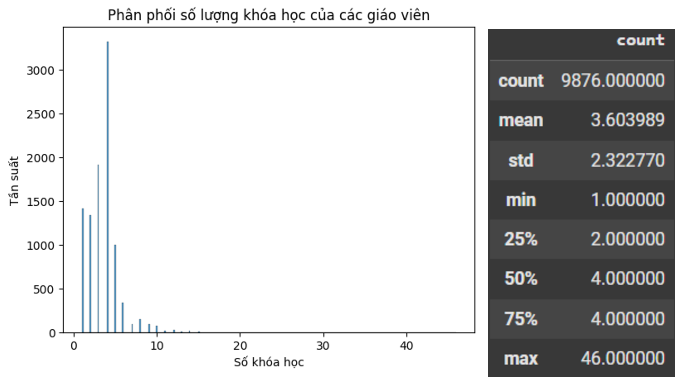 Phân phối số lượng khóa học của các giáo viên
Tần suất
3000
2500
2000
1500
1000
500
0
0 10 20 30 40
Số khóa học
count
count 9876.000000
mean 3.603989
std 2.322770
min 1.000000
25% 2.000000
50% 4.000000
75% 4.000000
max 46.000000